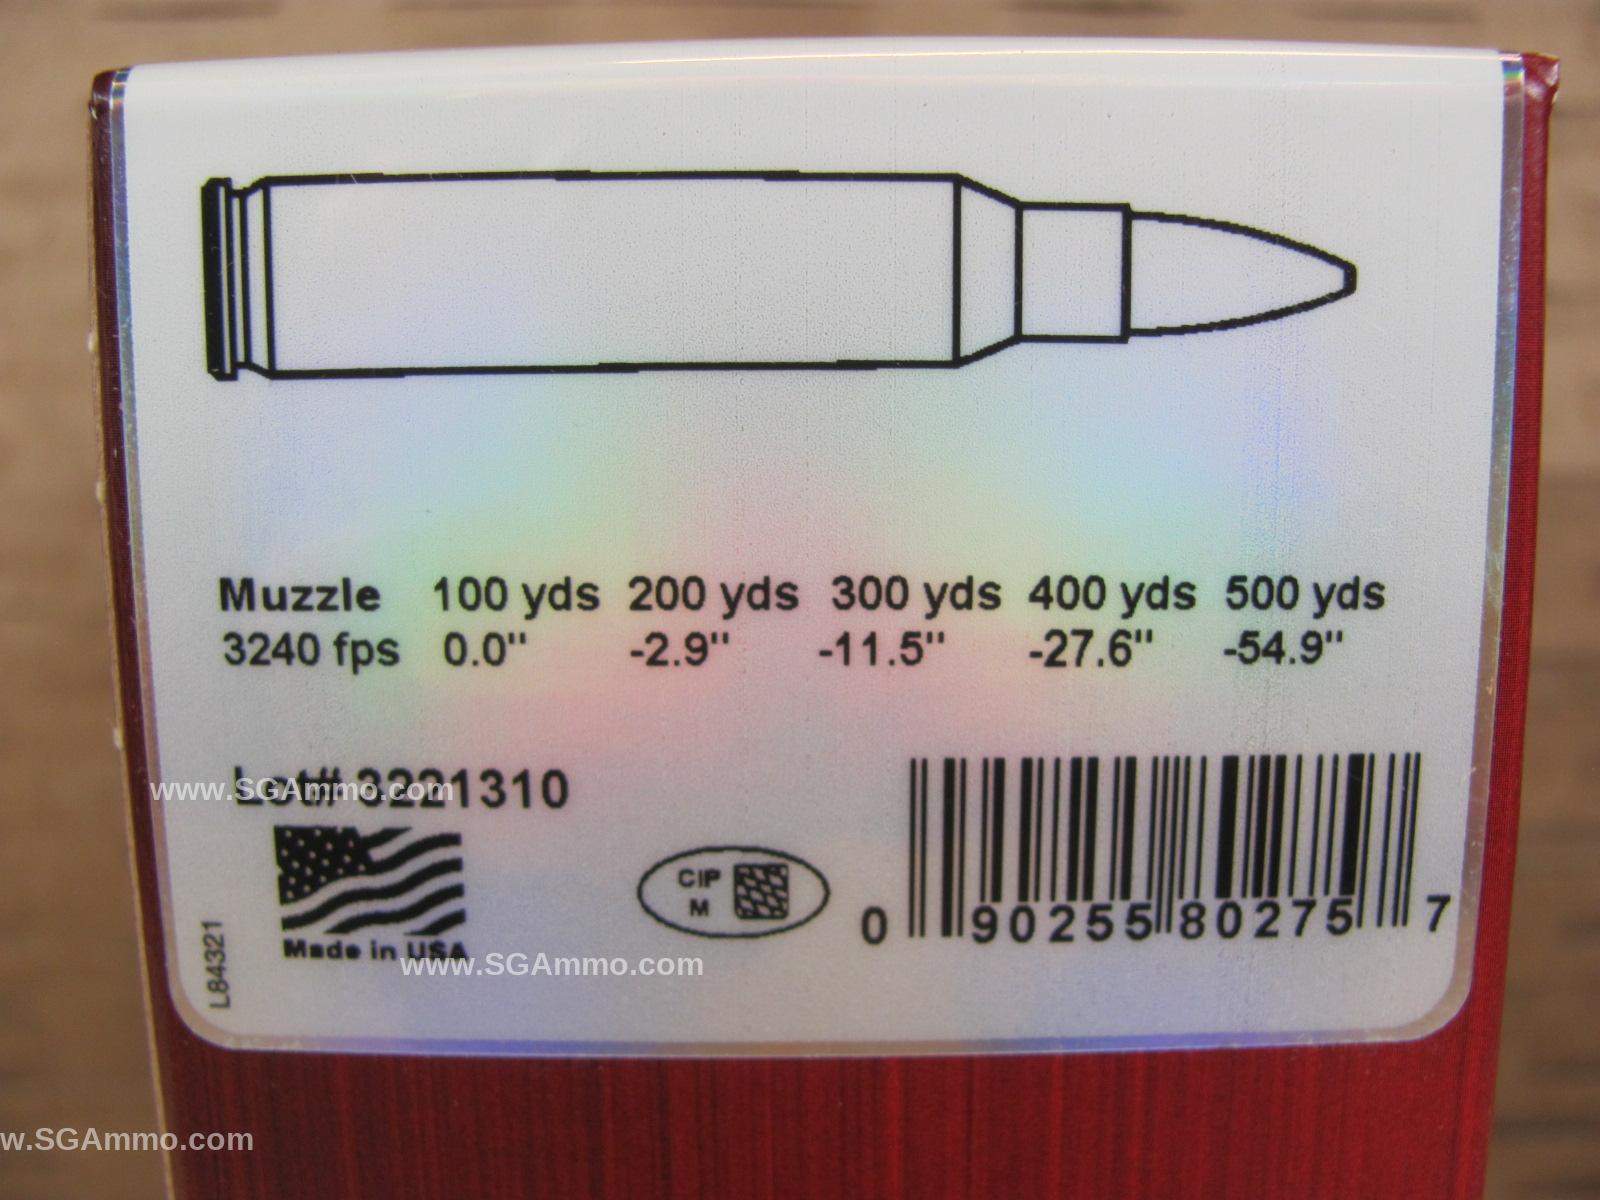 Muzzle 100 yds 200 yds 300 yds 400 yds 500 yds
3240 fps 0.0" -2.9" -11.5" -27.6" -54.9"
Lot# 3221310
www.SGAmmo.com
Made in USA
CIP
M
0 90255 80275 7
L84321
www.SGAmmo.com
w.SGAmmo.com